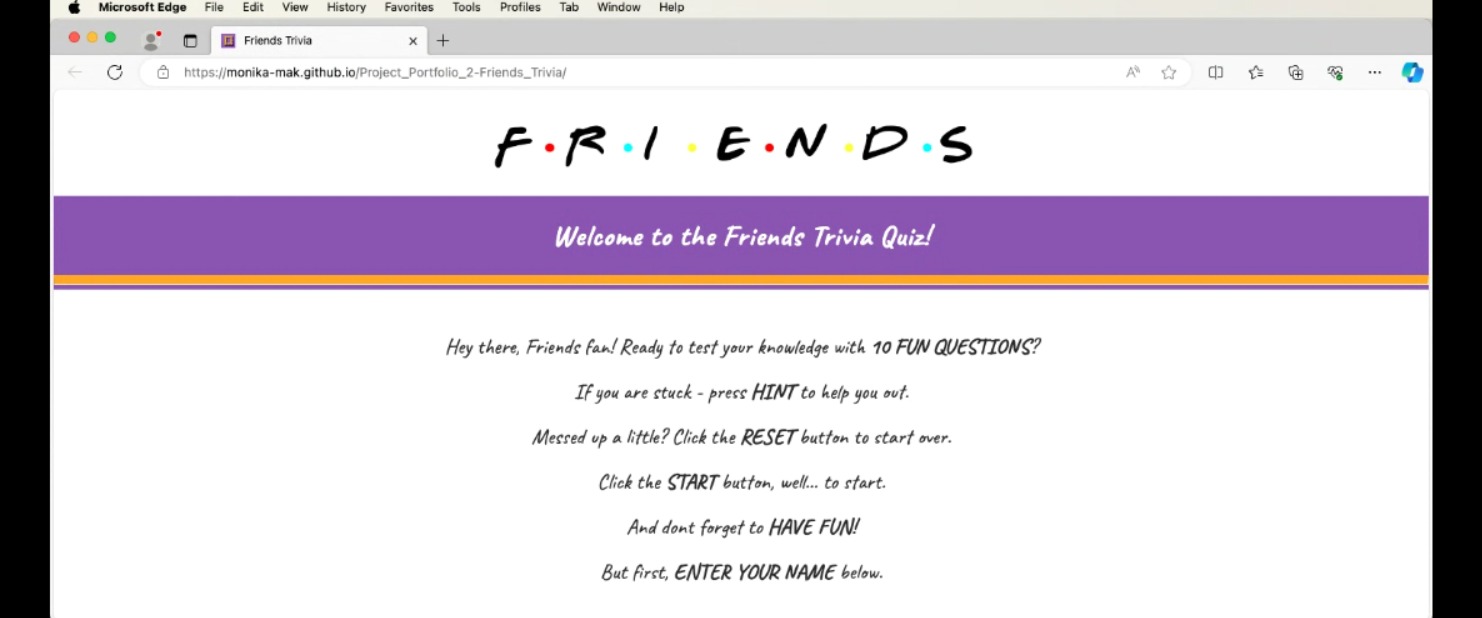 Microsoft Edge File Edit View History Favorites Tools Profiles Tab Window Help
Friends Trivia
https://monika-mak.github.io/Project_Portfolio_2-Friends_Trivia/
F•R•I•E•N•D•S
Welcome to the Friends Trivia Quiz!
Hey there, Friends fan! Ready to test your knowledge with 10 FUN QUESTIONS?
If you are stuck - press HINT to help you out.
Messed up a little? Click the RESET button to start over.
Click the START button, well... to start.
And dont forget to HAVE FUN!
But first, ENTER YOUR NAME below.